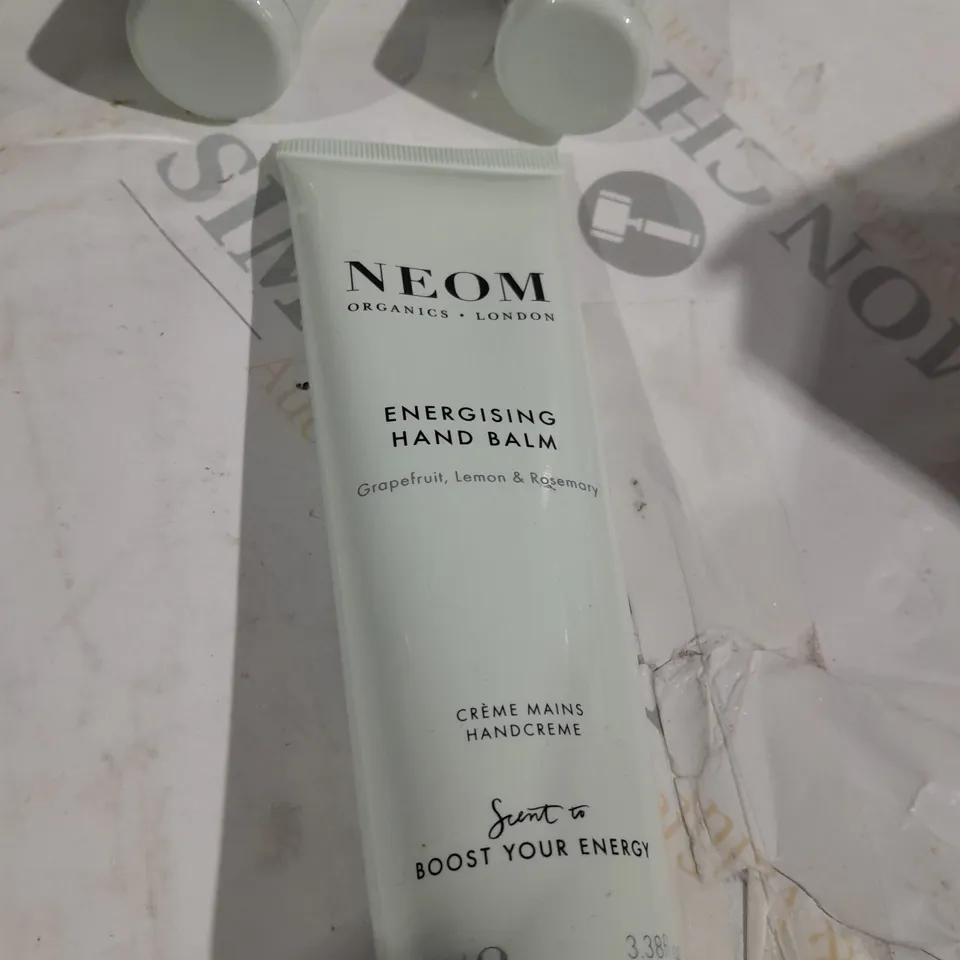 NEOM
ORGANICS • LONDON
ENERGISING
HAND BALM
Grapefruit, Lemon & Rosemary
CRÈME MAINS
HANDCREME
Scent to
BOOST YOUR ENERGY